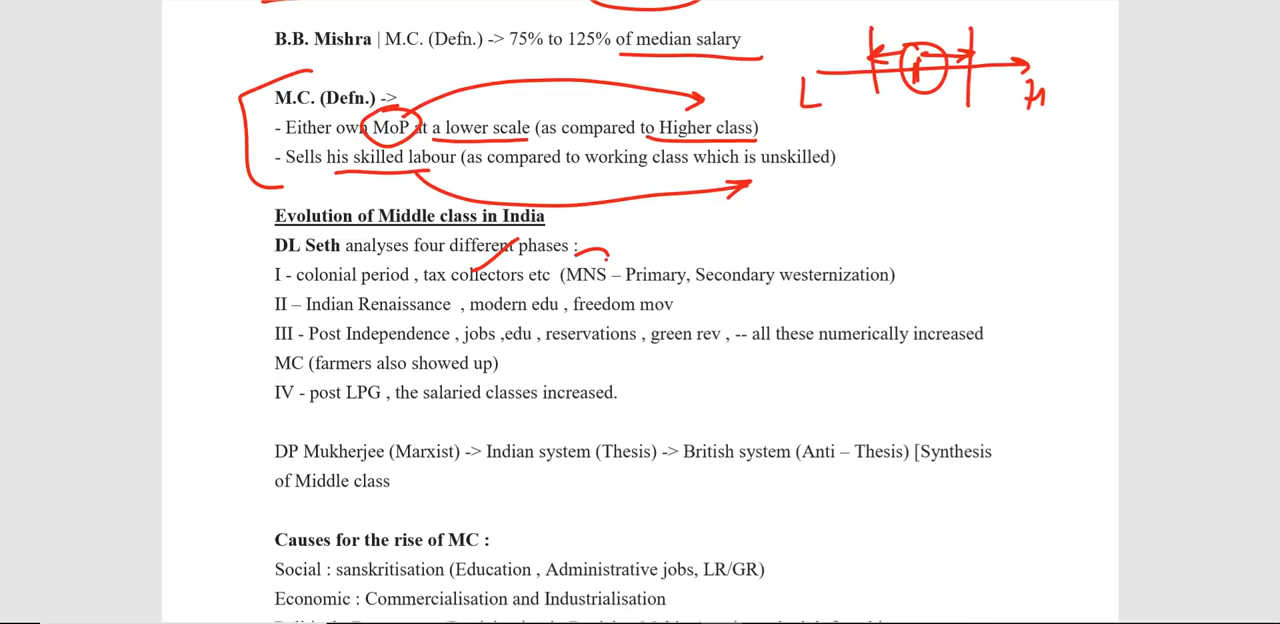 B.B. Mishra | M.C. (Defn.) -> 75% to 125% of median salary
L H
M.C. (Defn.) ->
- Either own MoP at a lower scale (as compared to Higher class)
- Sells his skilled labour (as compared to working class which is unskilled)
Evolution of Middle class in India
DL Seth analyses four different phases :
I - colonial period , tax collectors etc (MNS – Primary, Secondary westernization)
II – Indian Renaissance , modern edu , freedom mov
III - Post Independence , jobs ,edu , reservations , green rev , -- all these numerically increased
MC (farmers also showed up)
IV - post LPG , the salaried classes increased.
DP Mukherjee (Marxist) -> Indian system (Thesis) -> British system (Anti – Thesis) [Synthesis
of Middle class
Causes for the rise of MC :
Social : sanskritisation (Education , Administrative jobs, LR/GR)
Economic : Commercialisation and Industrialisation